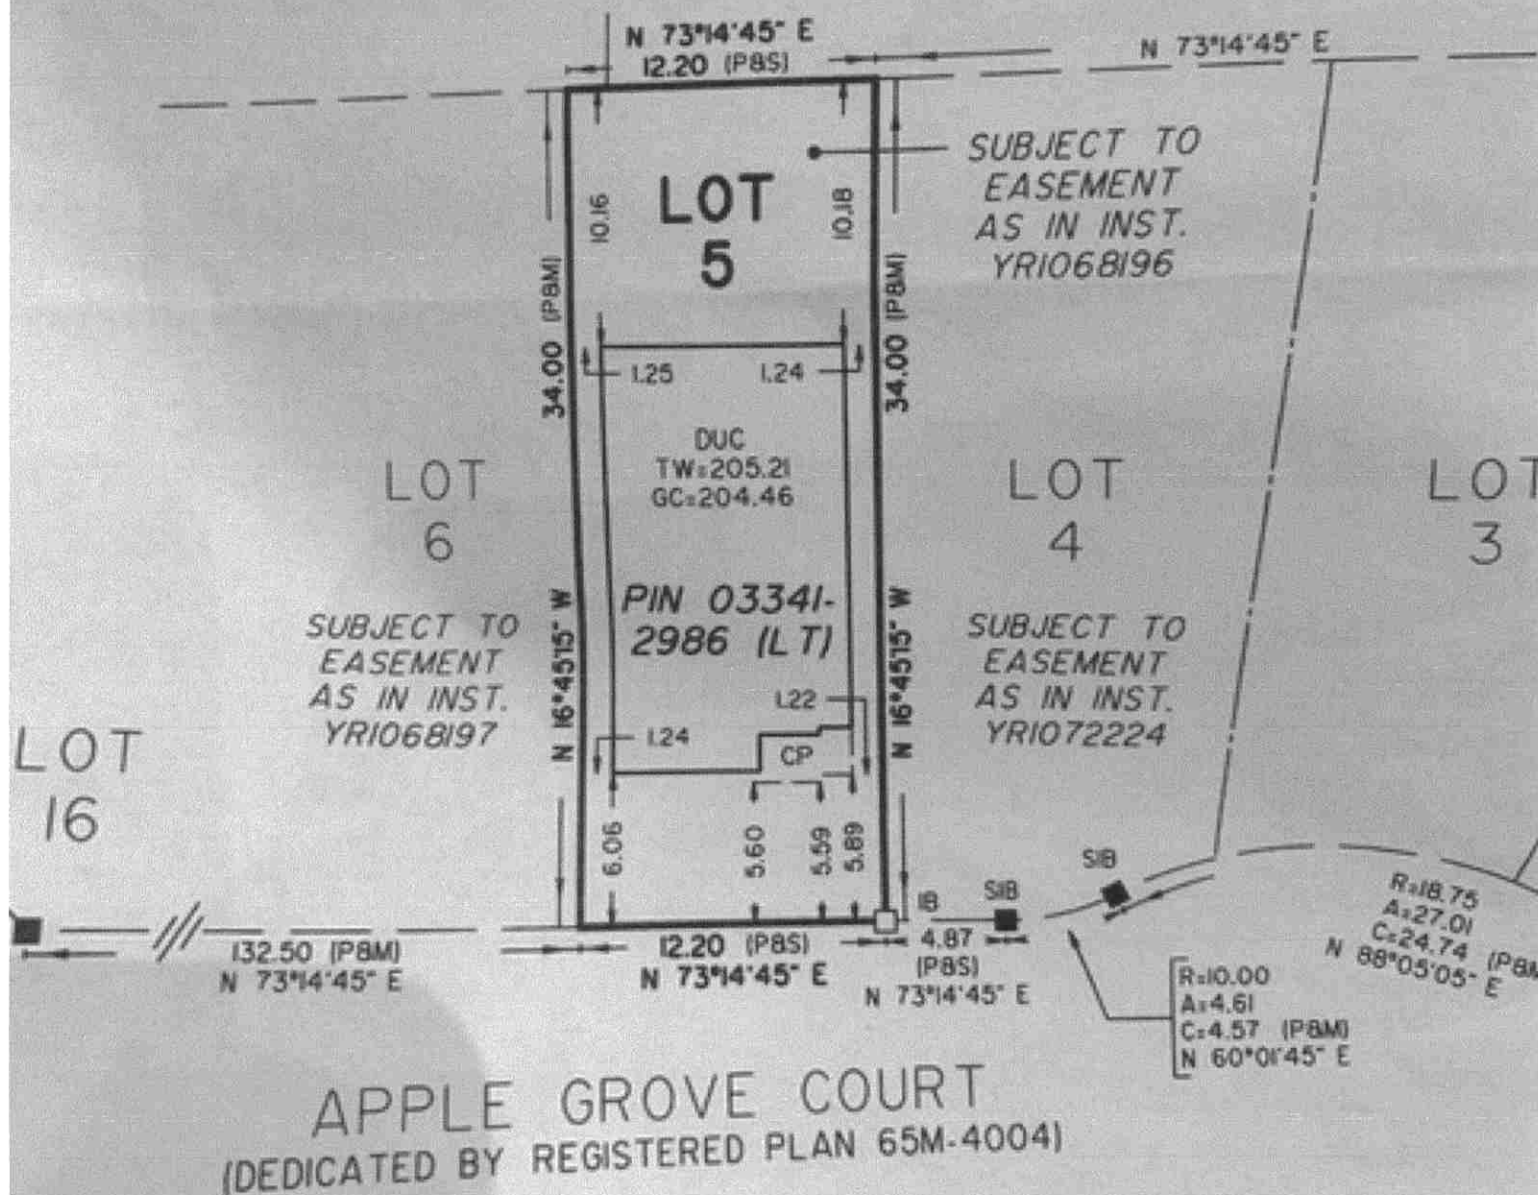 N 73°14'45" E
12.20 (P&S)
N 73°14'45" E
SUBJECT TO
EASEMENT
AS IN INST.
YR1068196
LOT
5
10.16
10.18
34.00 (P&M)
34.00 (P&M)
1.25
1.24
DUC
TW=205.21
GC=204.46
LOT
6
LOT
4
LOT
3
PIN 03341-
2986 (LT)
N 16°45'15" W
N 16°45'15" W
SUBJECT TO
EASEMENT
AS IN INST.
YR1068197
SUBJECT TO
EASEMENT
AS IN INST.
YR1072224
1.22
1.24
CP
LOT
16
6.06
5.60
5.59
5.89
IB
SIB
SIB
132.50 (P&M)
N 73°14'45" E
12.20 (P&S)
N 73°14'45" E
4.87
(P&S)
N 73°14'45" E
R=18.75
A=27.01
C=24.74 (P&M
N 88°05'05" E
R=10.00
A=4.61
C=4.57 (P&M)
N 60°01'45" E
APPLE GROVE COURT
(DEDICATED BY REGISTERED PLAN 65M-4004)